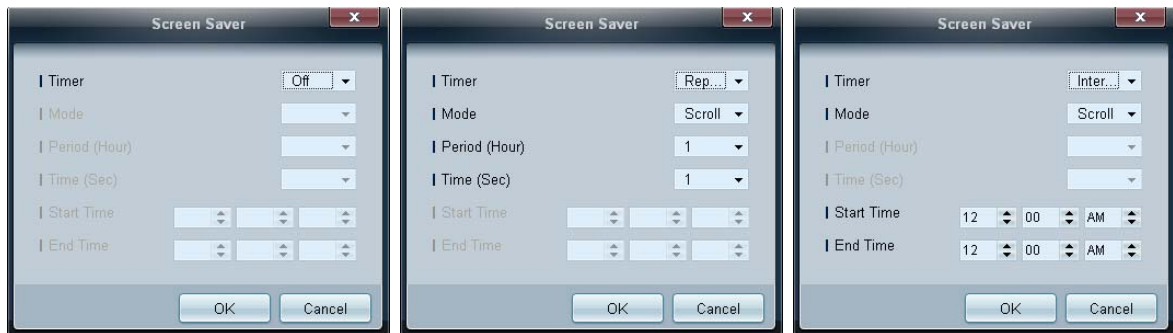 Screen Saver
x
Timer Off
Mode
Period (Hour)
Time (Sec)
Start Time
End Time
OK Cancel
Screen Saver
x
Timer Rep...
Mode Scroll
Period (Hour) 1
Time (Sec) 1
Start Time
End Time
OK Cancel
Screen Saver
x
Timer Inter...
Mode Scroll
Period (Hour)
Time (Sec)
Start Time 12 00 AM
End Time 12 00 AM
OK Cancel